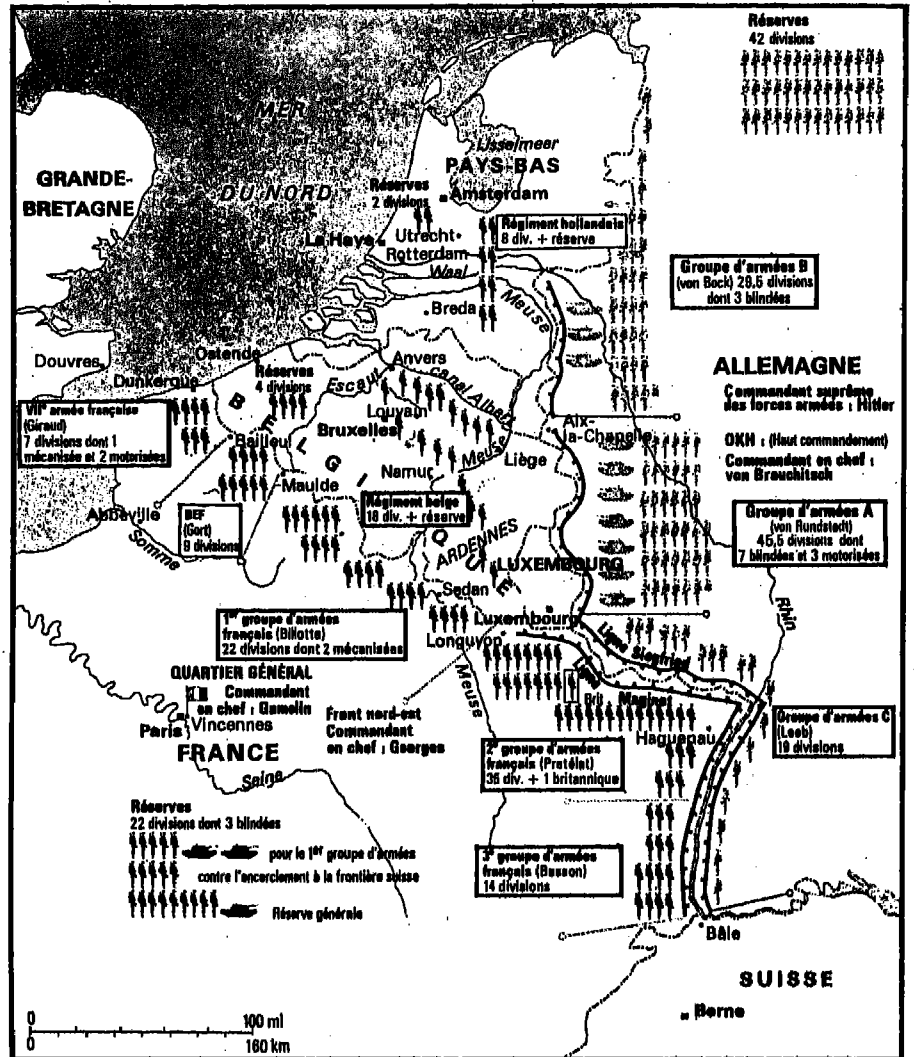 Réserves
42 divisions
MER
DU NORD
GRANDE-
BRETAGNE
IJsselmeer
PAYS-BAS
Amsterdam
Réserves
2 divisions
La Haye
Utrecht
Rotterdam
Waal
Régiment hollandais
8 div. + réserve
Groupe d'armées B
(von Bock) 29,5 divisions
dont 3 blindées
Breda
Meuse
Douvres
Ostende
Dunkerque
Anvers
Réserves
4 divisions
Escaut
canal Albert
ALLEMAGNE
Commandant suprême
des forces armées : Hitler
OKH : (Haut commandement)
Commandant en chef :
von Brauchitsch
VIIe armée française
(Giraud)
7 divisions dont 1
mécanisée et 2 motorisées
BELGIQUE
Louvain
Bruxelles
Bailleul
Aix-
la-Chapelle
Meuse
Liège
Namur
Maulde
Abbeville
Somme
BEF
(Gort)
9 divisions
Régiment belge
18 div. + réserve
Groupe d'armées A
(von Rundstedt)
45,5 divisions dont
7 blindées et 3 motorisées
ARDENNES
LUXEMBOURG
Sedan
Luxembourg
Rhin
1er groupe d'armées
français (Billotte)
22 divisions dont 2 mécanisées
Longuyon
Ligne Siegfried
Meuse
Ligne Maginot
Brit
QUARTIER GÉNÉRAL
Commandant
en chef : Gamelin
Paris
Vincennes
FRANCE
Seine
Front nord-est
Commandant
en chef : Georges
Haguenau
Groupe d'armées C
(Leeb)
19 divisions
2e groupe d'armées
français (Prételat)
35 div. + 1 britannique
Réserves
22 divisions dont 3 blindées
pour le 1er groupe d'armées
contre l'encerclement à la frontière suisse
Réserve générale
3e groupe d'armées
français (Besson)
14 divisions
Bâle
SUISSE
Berne
0 100 ml
0 160 km